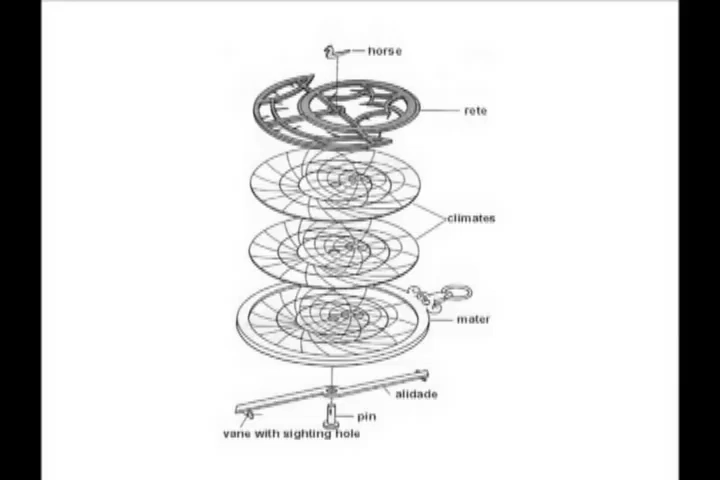 horse
rete
climates
mater
alidade
pin
vane with sighting hole